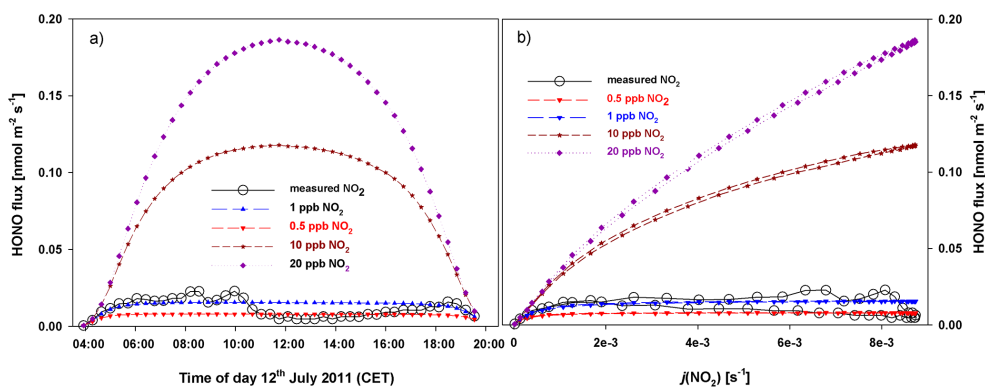 a)
HONO flux [nmol m⁻² s⁻¹]
0.20
0.15
0.10
0.05
0.00
measured NO₂
1 ppb NO₂
0.5 ppb NO₂
10 ppb NO₂
20 ppb NO₂
04:00 06:00 08:00 10:00 12:00 14:00 16:00 18:00 20:00
Time of day 12th July 2011 (CET)
b)
measured NO₂
0.5 ppb NO₂
1 ppb NO₂
10 ppb NO₂
20 ppb NO₂
0 2e-3 4e-3 6e-3 8e-3
j(NO₂) [s⁻¹]
0.20
0.15
0.10
0.05
0.00
HONO flux [nmol m⁻² s⁻¹]